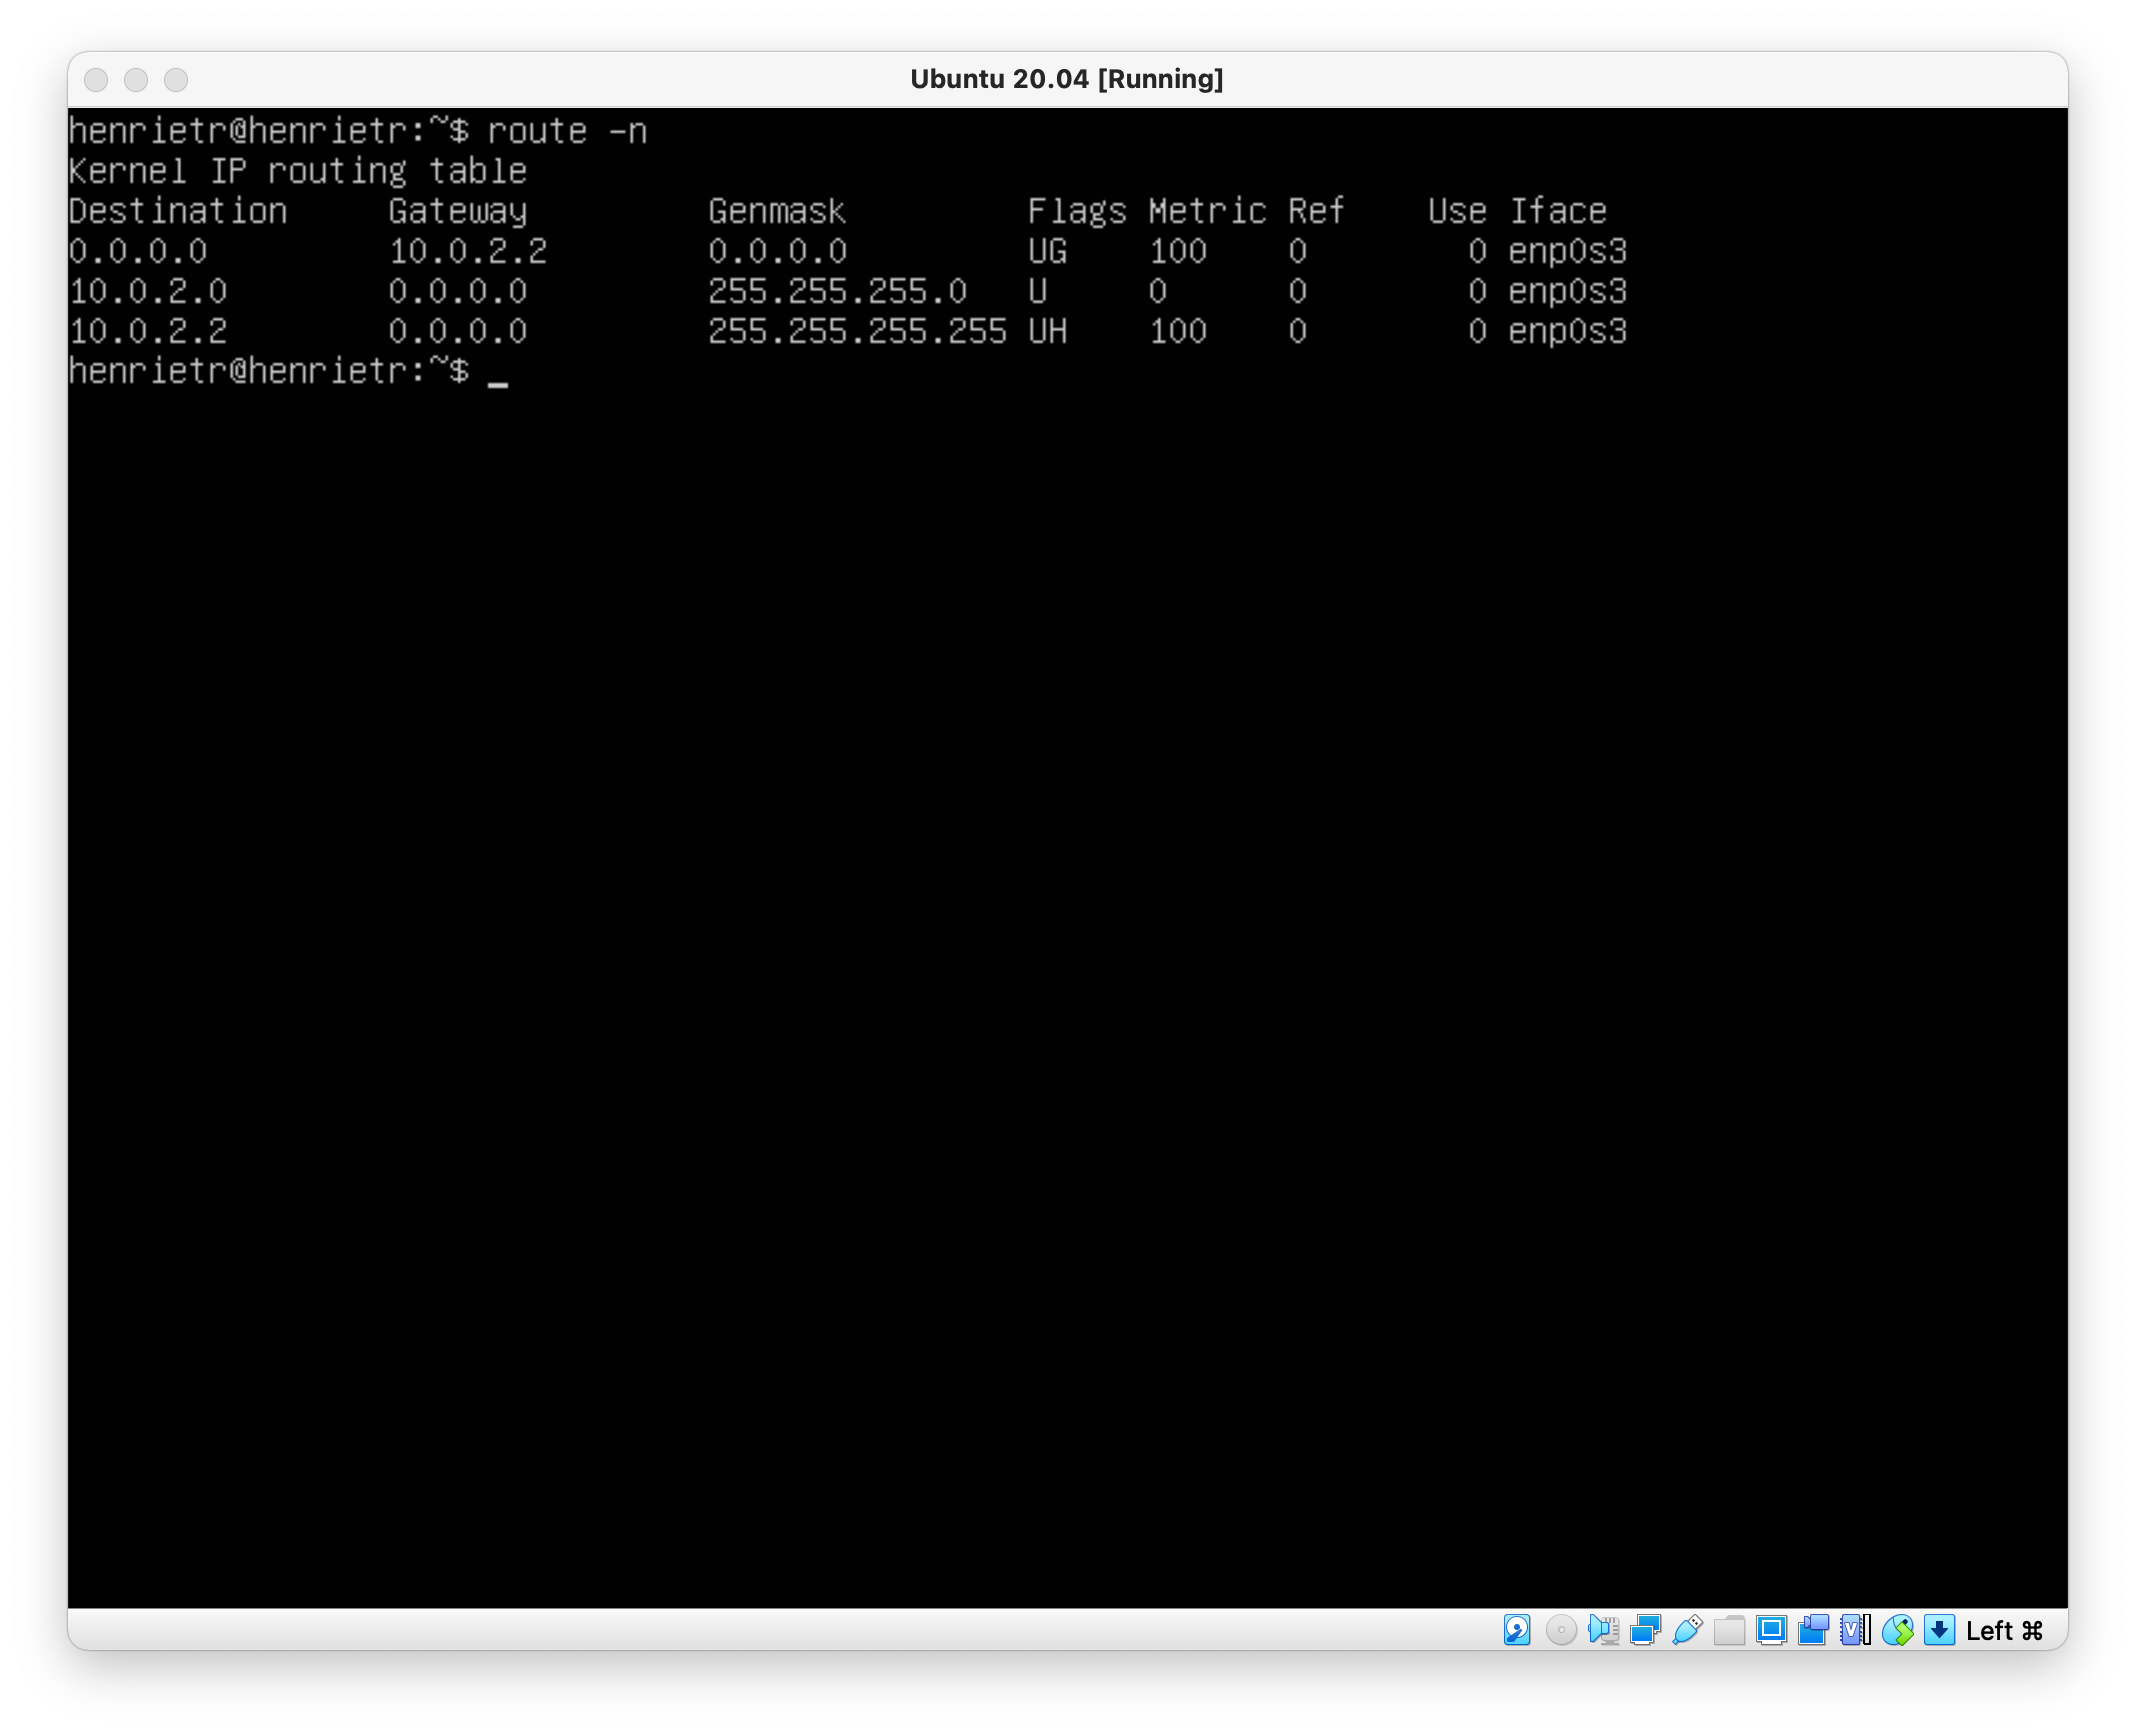 Ubuntu 20.04 [Running]
henrietr@henrietr:~$ route -n
Kernel IP routing table
Destination     Gateway         Genmask         Flags Metric Ref    Use Iface
0.0.0.0         10.0.2.2        0.0.0.0         UG    100    0        0 enp0s3
10.0.2.0        0.0.0.0         255.255.255.0   U     0      0        0 enp0s3
10.0.2.2        0.0.0.0         255.255.255.255 UH    100    0        0 enp0s3
henrietr@henrietr:~$ _
Left ⌘